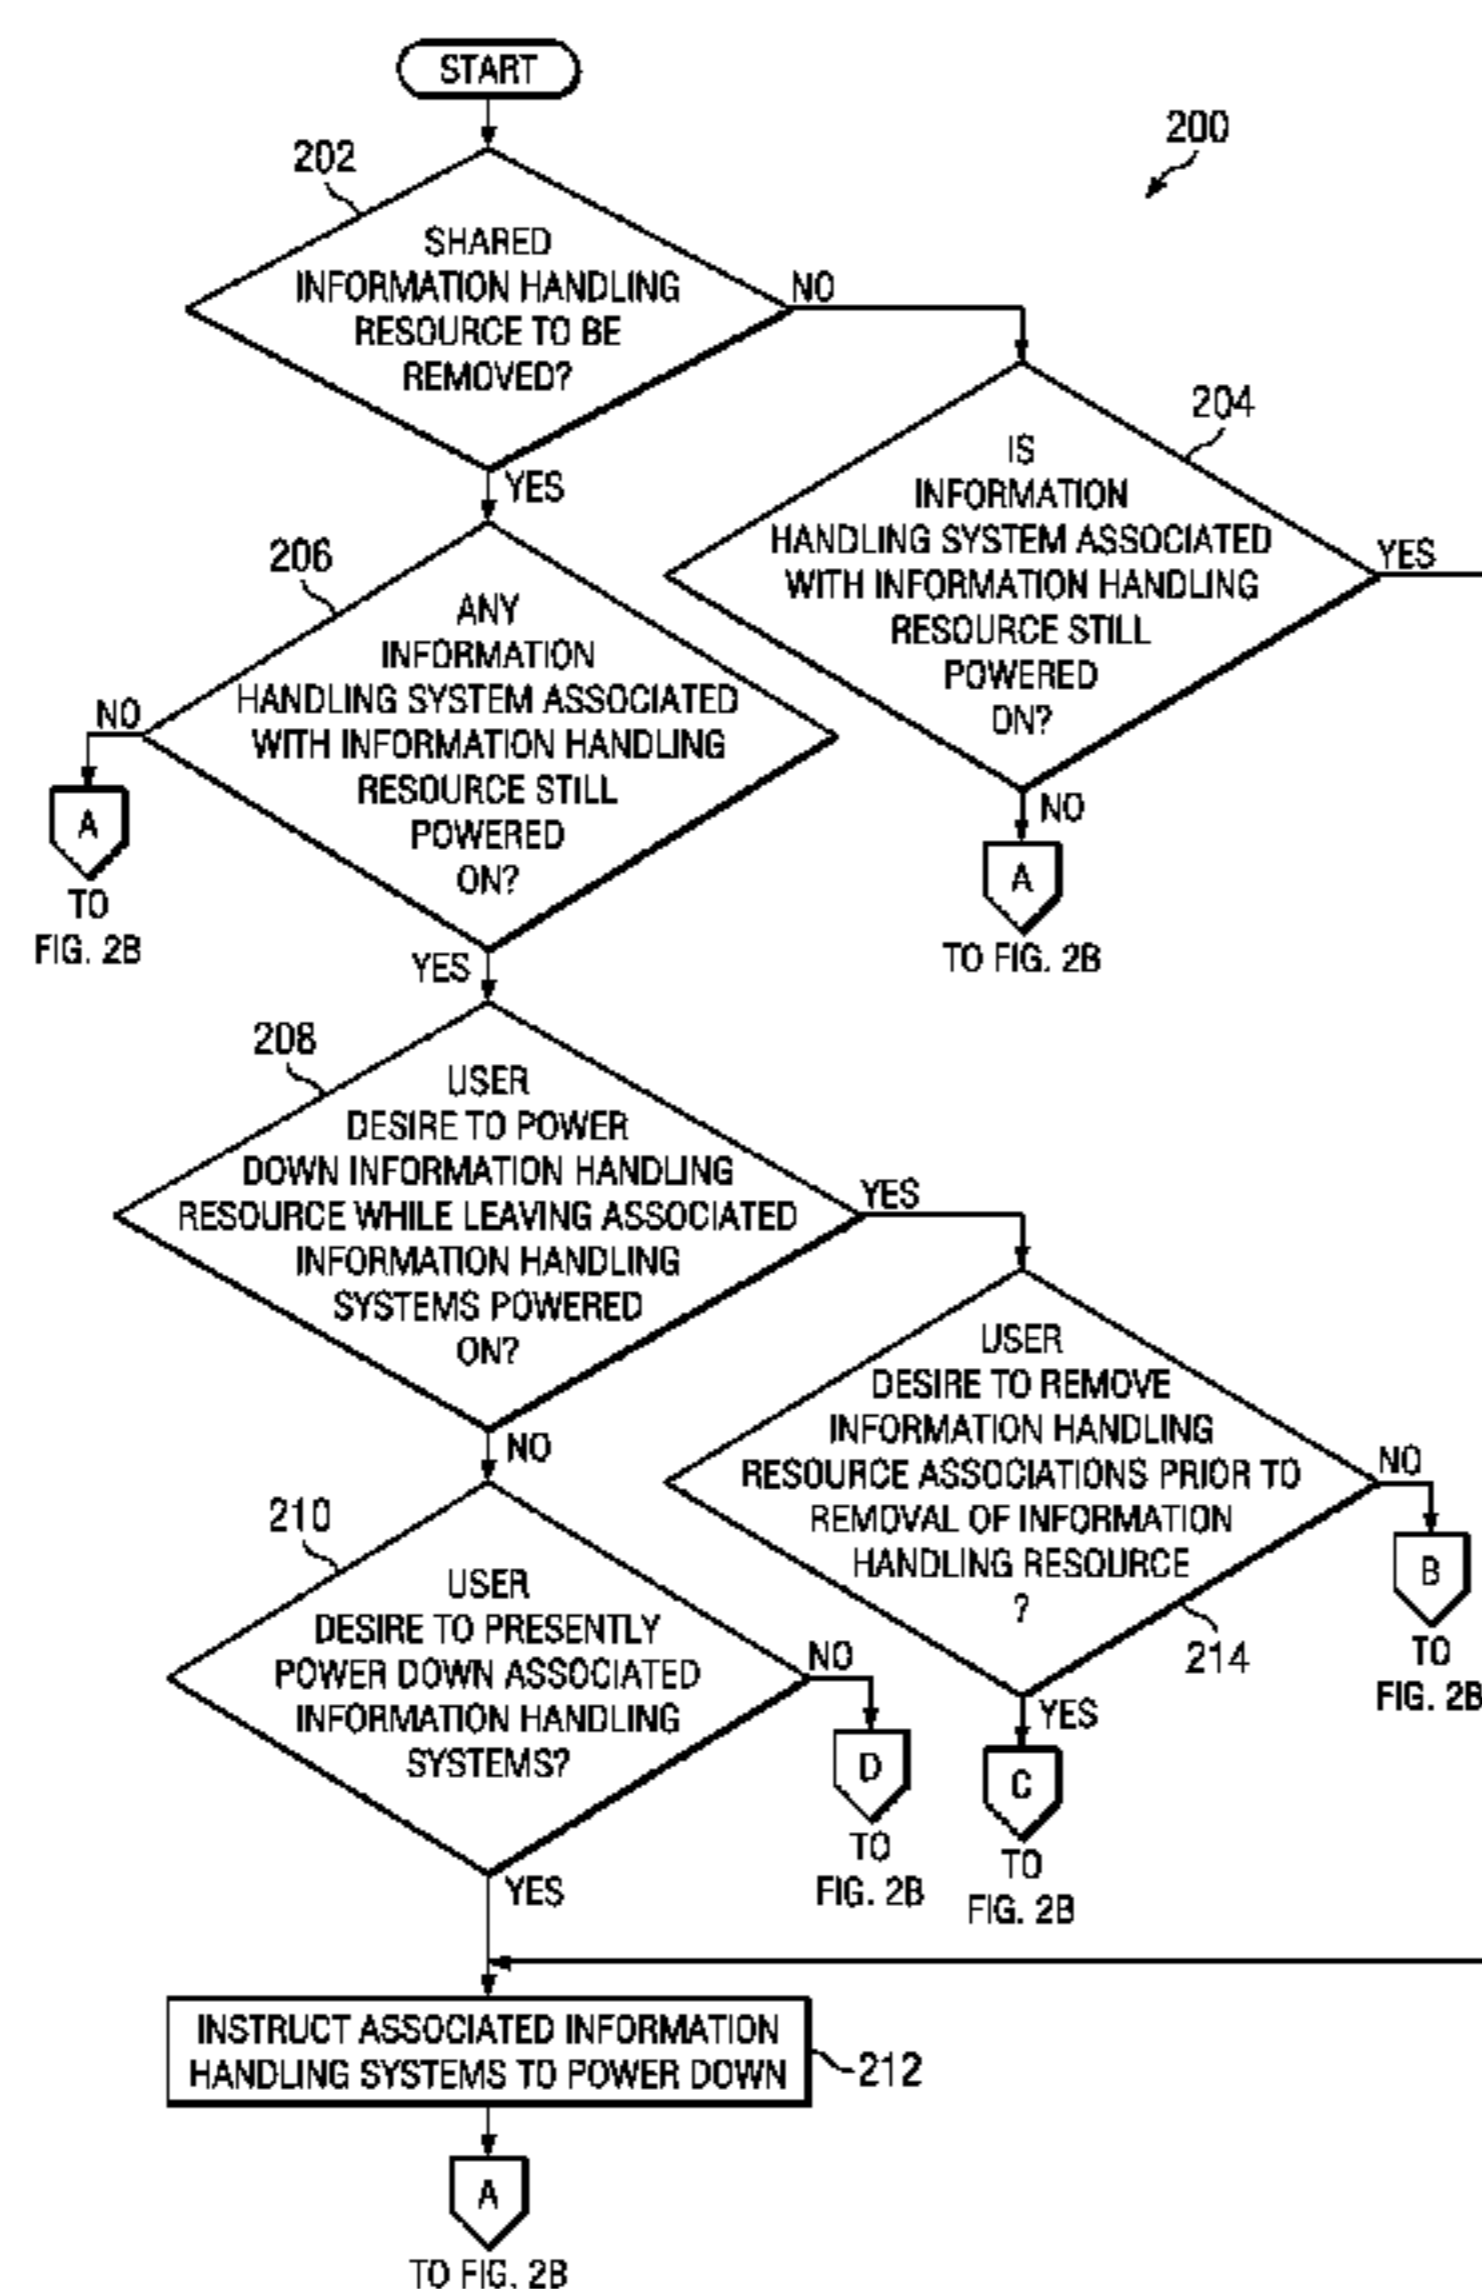 START
200
202
SHARED
INFORMATION HANDLING
RESOURCE TO BE
REMOVED?
NO
YES
204
IS
INFORMATION
HANDLING SYSTEM ASSOCIATED
WITH INFORMATION HANDLING
RESOURCE STILL
POWERED
ON?
YES
NO
A
TO FIG. 2B
206
ANY
INFORMATION
HANDLING SYSTEM ASSOCIATED
WITH INFORMATION HANDLING
RESOURCE STILL
POWERED
ON?
NO
A
TO
FIG. 2B
YES
208
USER
DESIRE TO POWER
DOWN INFORMATION HANDLING
RESOURCE WHILE LEAVING ASSOCIATED
INFORMATION HANDLING
SYSTEMS POWERED
ON?
YES
NO
USER
DESIRE TO REMOVE
INFORMATION HANDLING
RESOURCE ASSOCIATIONS PRIOR TO
REMOVAL OF INFORMATION
HANDLING RESOURCE
?
214
NO
B
TO
FIG. 2B
YES
C
TO
FIG. 2B
210
USER
DESIRE TO PRESENTLY
POWER DOWN ASSOCIATED
INFORMATION HANDLING
SYSTEMS?
NO
D
TO
FIG. 2B
YES
INSTRUCT ASSOCIATED INFORMATION
HANDLING SYSTEMS TO POWER DOWN
212
A
TO FIG. 2B